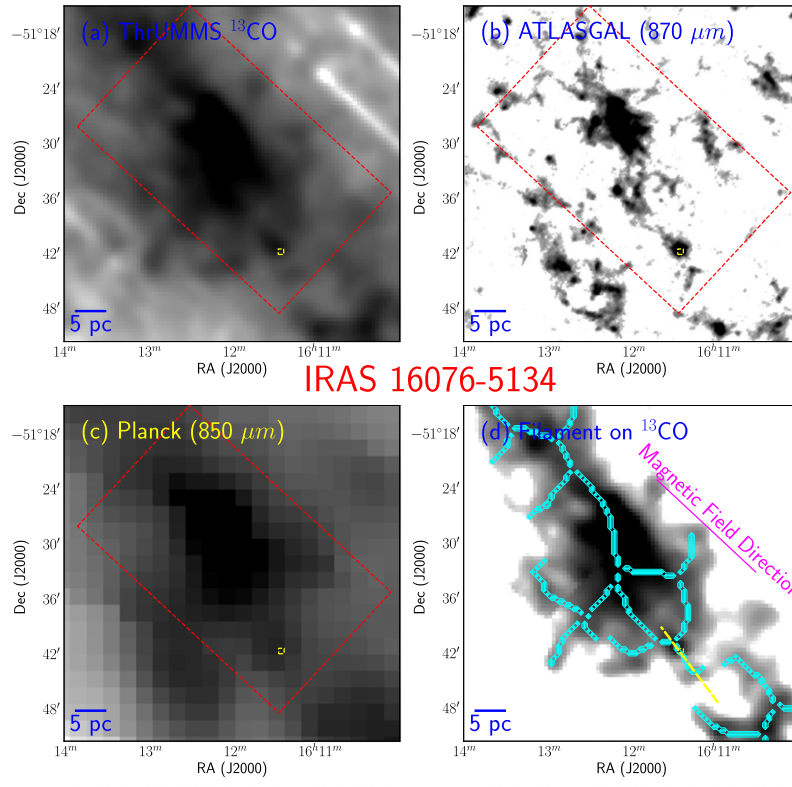 (a) ThrUMMS ¹³CO
−51°18′
24′
30′
36′
42′
48′
Dec (J2000)
5 pc
14ᵐ
13ᵐ
12ᵐ
16ʰ11ᵐ
RA (J2000)
(b) ATLASGAL (870 μm)
−51°18′
24′
30′
36′
42′
48′
Dec (J2000)
5 pc
14ᵐ
13ᵐ
12ᵐ
16ʰ11ᵐ
RA (J2000)
IRAS 16076-5134
(c) Planck (850 μm)
−51°18′
24′
30′
36′
42′
48′
Dec (J2000)
5 pc
14ᵐ
13ᵐ
12ᵐ
16ʰ11ᵐ
RA (J2000)
(d) Filament on ¹³CO
Magnetic Field Direction
−51°18′
24′
30′
36′
42′
48′
Dec (J2000)
5 pc
14ᵐ
13ᵐ
12ᵐ
16ʰ11ᵐ
RA (J2000)